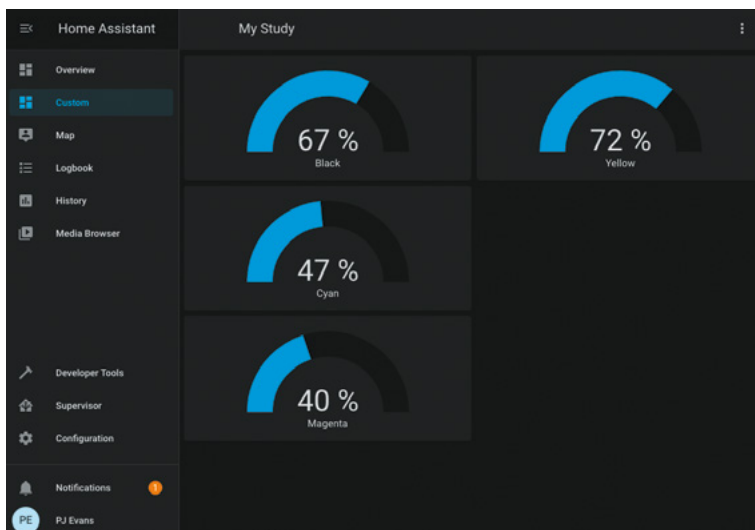 Home Assistant
My Study
Overview
Custom
Map
Logbook
History
Media Browser
Developer Tools
Supervisor
Configuration
Notifications 1
PE PJ Evans
67 %
Black
72 %
Yellow
47 %
Cyan
40 %
Magenta